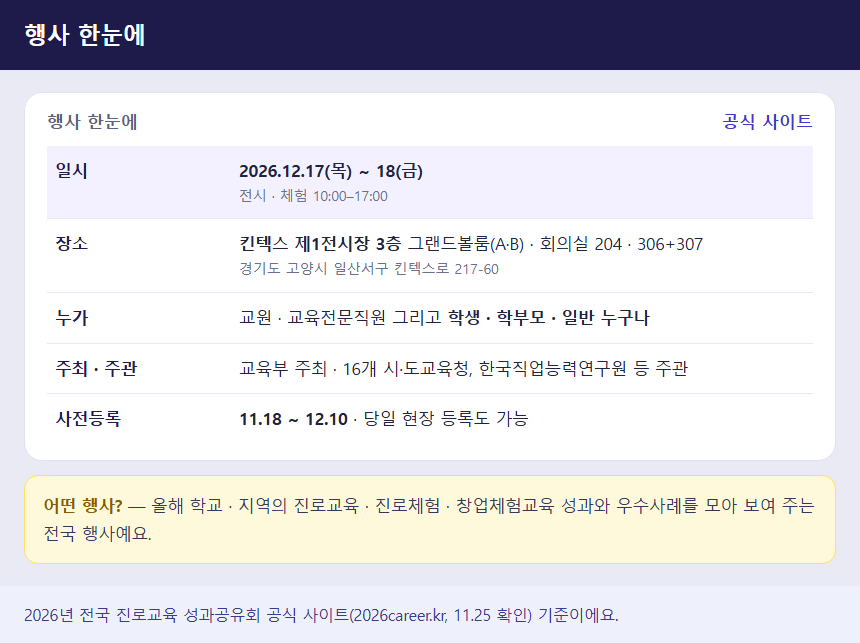 행사 한눈에
행사 한눈에
공식 사이트
일시
2026.12.17(목) ~ 18(금)
전시 · 체험 10:00–17:00
장소
킨텍스 제1전시장 3층 그랜드볼룸(A·B) · 회의실 204 · 306+307
경기도 고양시 일산서구 킨텍스로 217-60
누가
교원 · 교육전문직원 그리고 학생 · 학부모 · 일반 누구나
주최 · 주관
교육부 주최 · 16개 시·도교육청, 한국직업능력연구원 등 주관
사전등록
11.18 ~ 12.10 · 당일 현장 등록도 가능
어떤 행사? — 올해 학교 · 지역의 진로교육 · 진로체험 · 창업체험교육 성과와 우수사례를 모아 보여 주는
전국 행사예요.
2026년 전국 진로교육 성과공유회 공식 사이트(2026career.kr, 11.25 확인) 기준이에요.